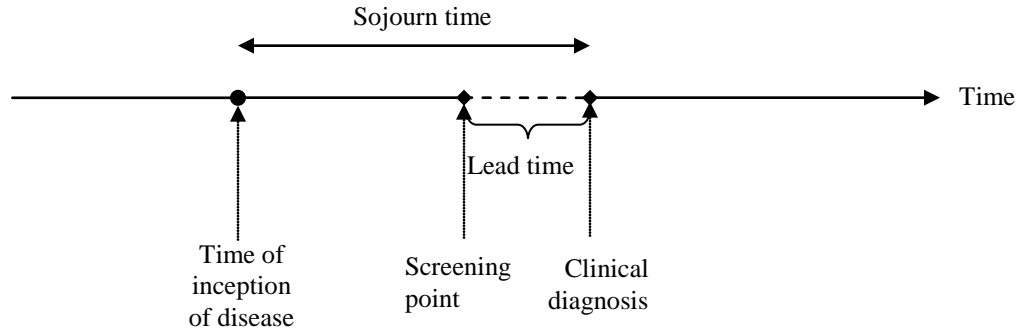 Sojourn time
Time
Lead time
Time of
inception
of disease
Screening
point
Clinical
diagnosis